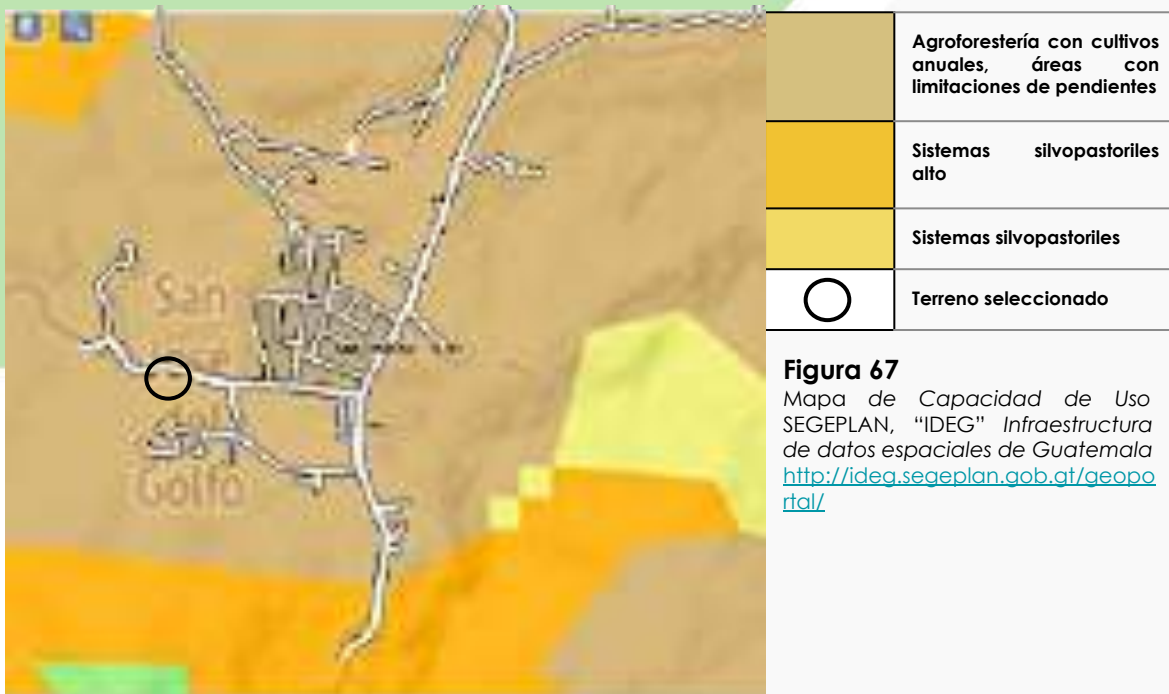 San
José
del
Golfo
Agroforestería con cultivos
anuales, áreas con
limitaciones de pendientes
Sistemas silvopastoriles
alto
Sistemas silvopastoriles
Terreno seleccionado
Figura 67
Mapa de Capacidad de Uso
SEGEPLAN, “IDEG” Infraestructura
de datos espaciales de Guatemala
http://ideg.segeplan.gob.gt/geopo
rtal/